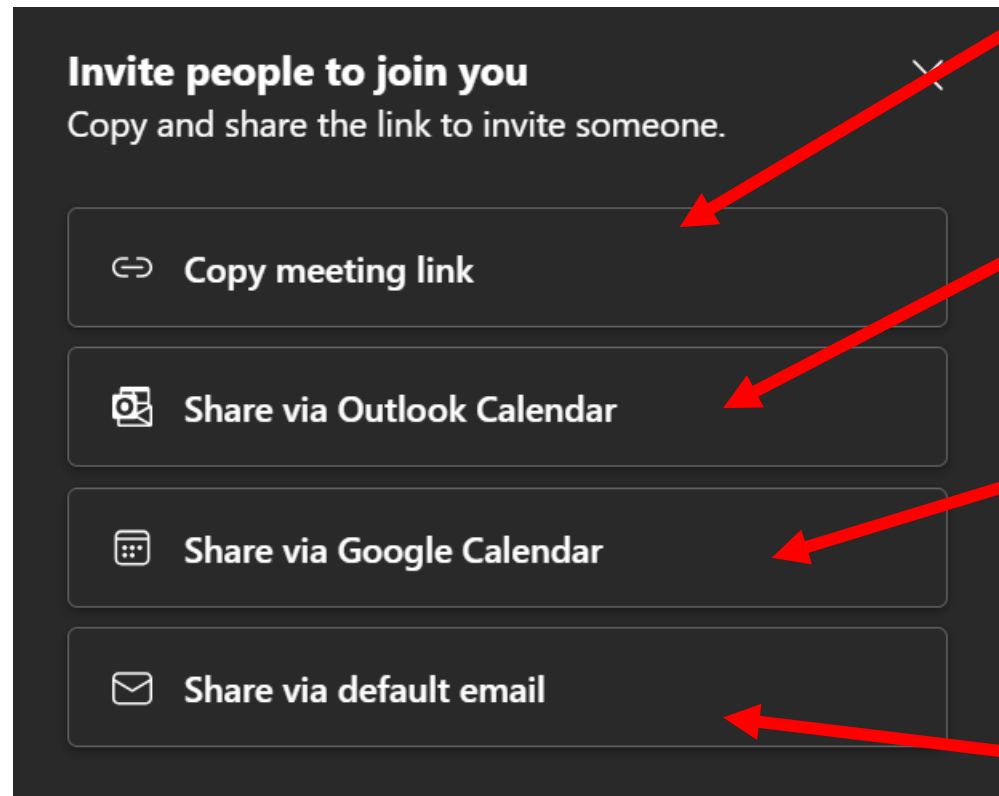 Invite people to join you
Copy and share the link to invite someone.
Copy meeting link
Share via Outlook Calendar
Share via Google Calendar
Share via default email